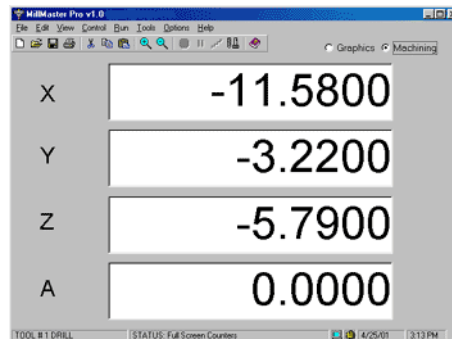 MillMaster Pro v1.0
File Edit View Control Run Tools Options Help
Graphics Machining
X -11.5800
Y -3.2200
Z -5.7900
A 0.0000
TOOL # 1 DRILL STATUS: Full Screen Counters 4/25/01 3:13 PM